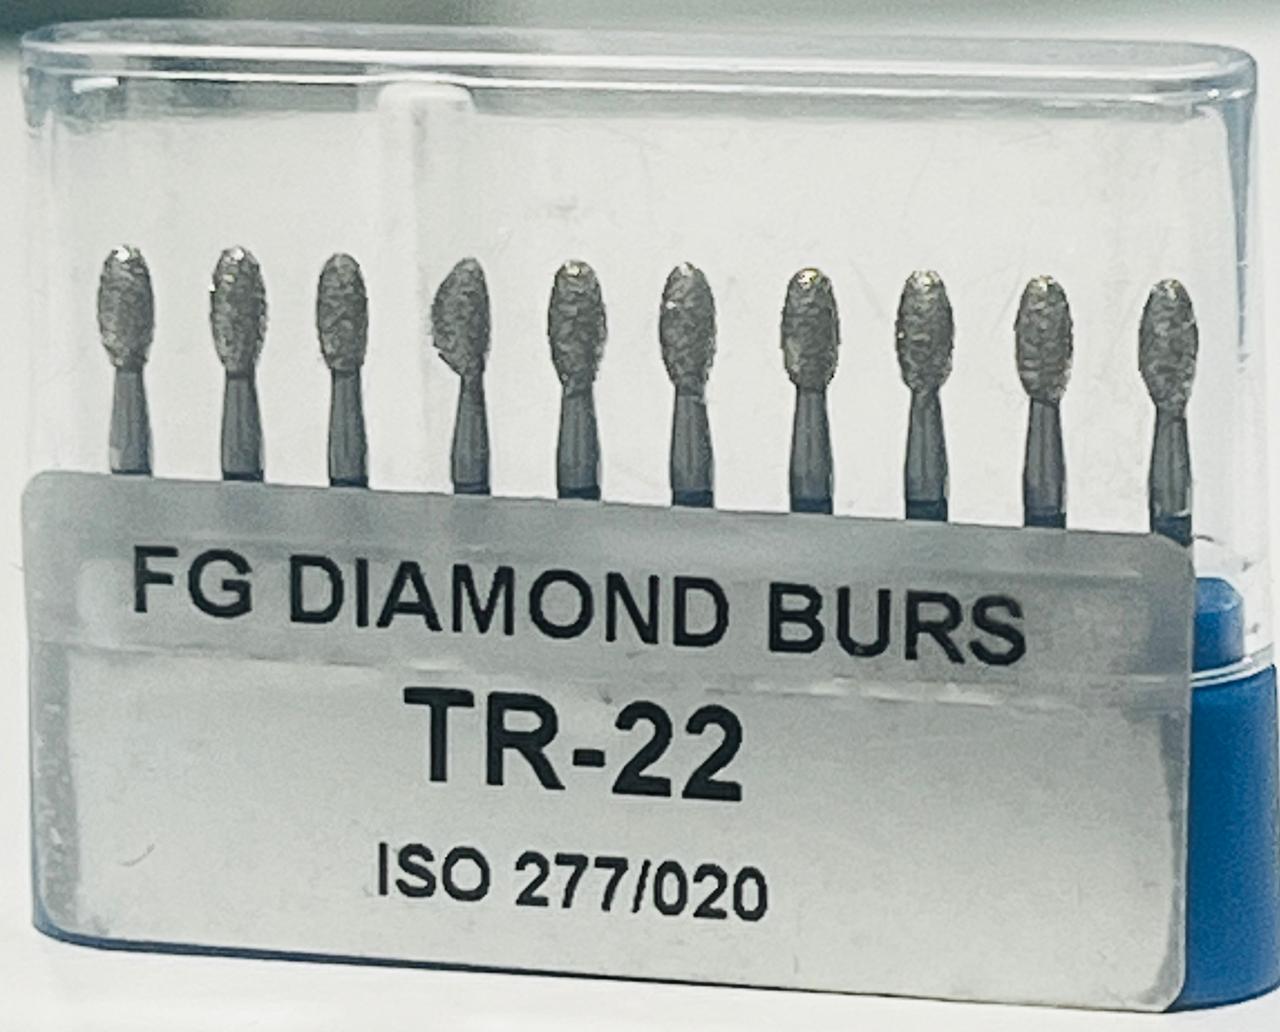 FG DIAMOND BURS
TR-22
ISO 277/020